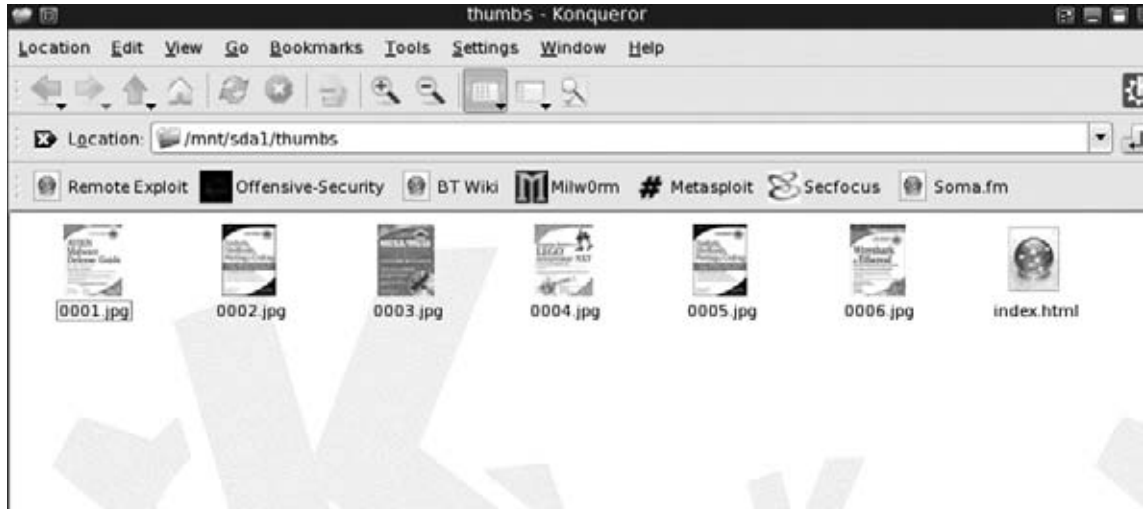 thumbs - Konqueror
Location Edit View Go Bookmarks Tools Settings Window Help
Location: /mnt/sda1/thumbs
Remote Exploit Offensive-Security BT Wiki Milw0rm Metasploit Secfocus Soma.fm
0001.jpg 0002.jpg 0003.jpg 0004.jpg 0005.jpg 0006.jpg index.html